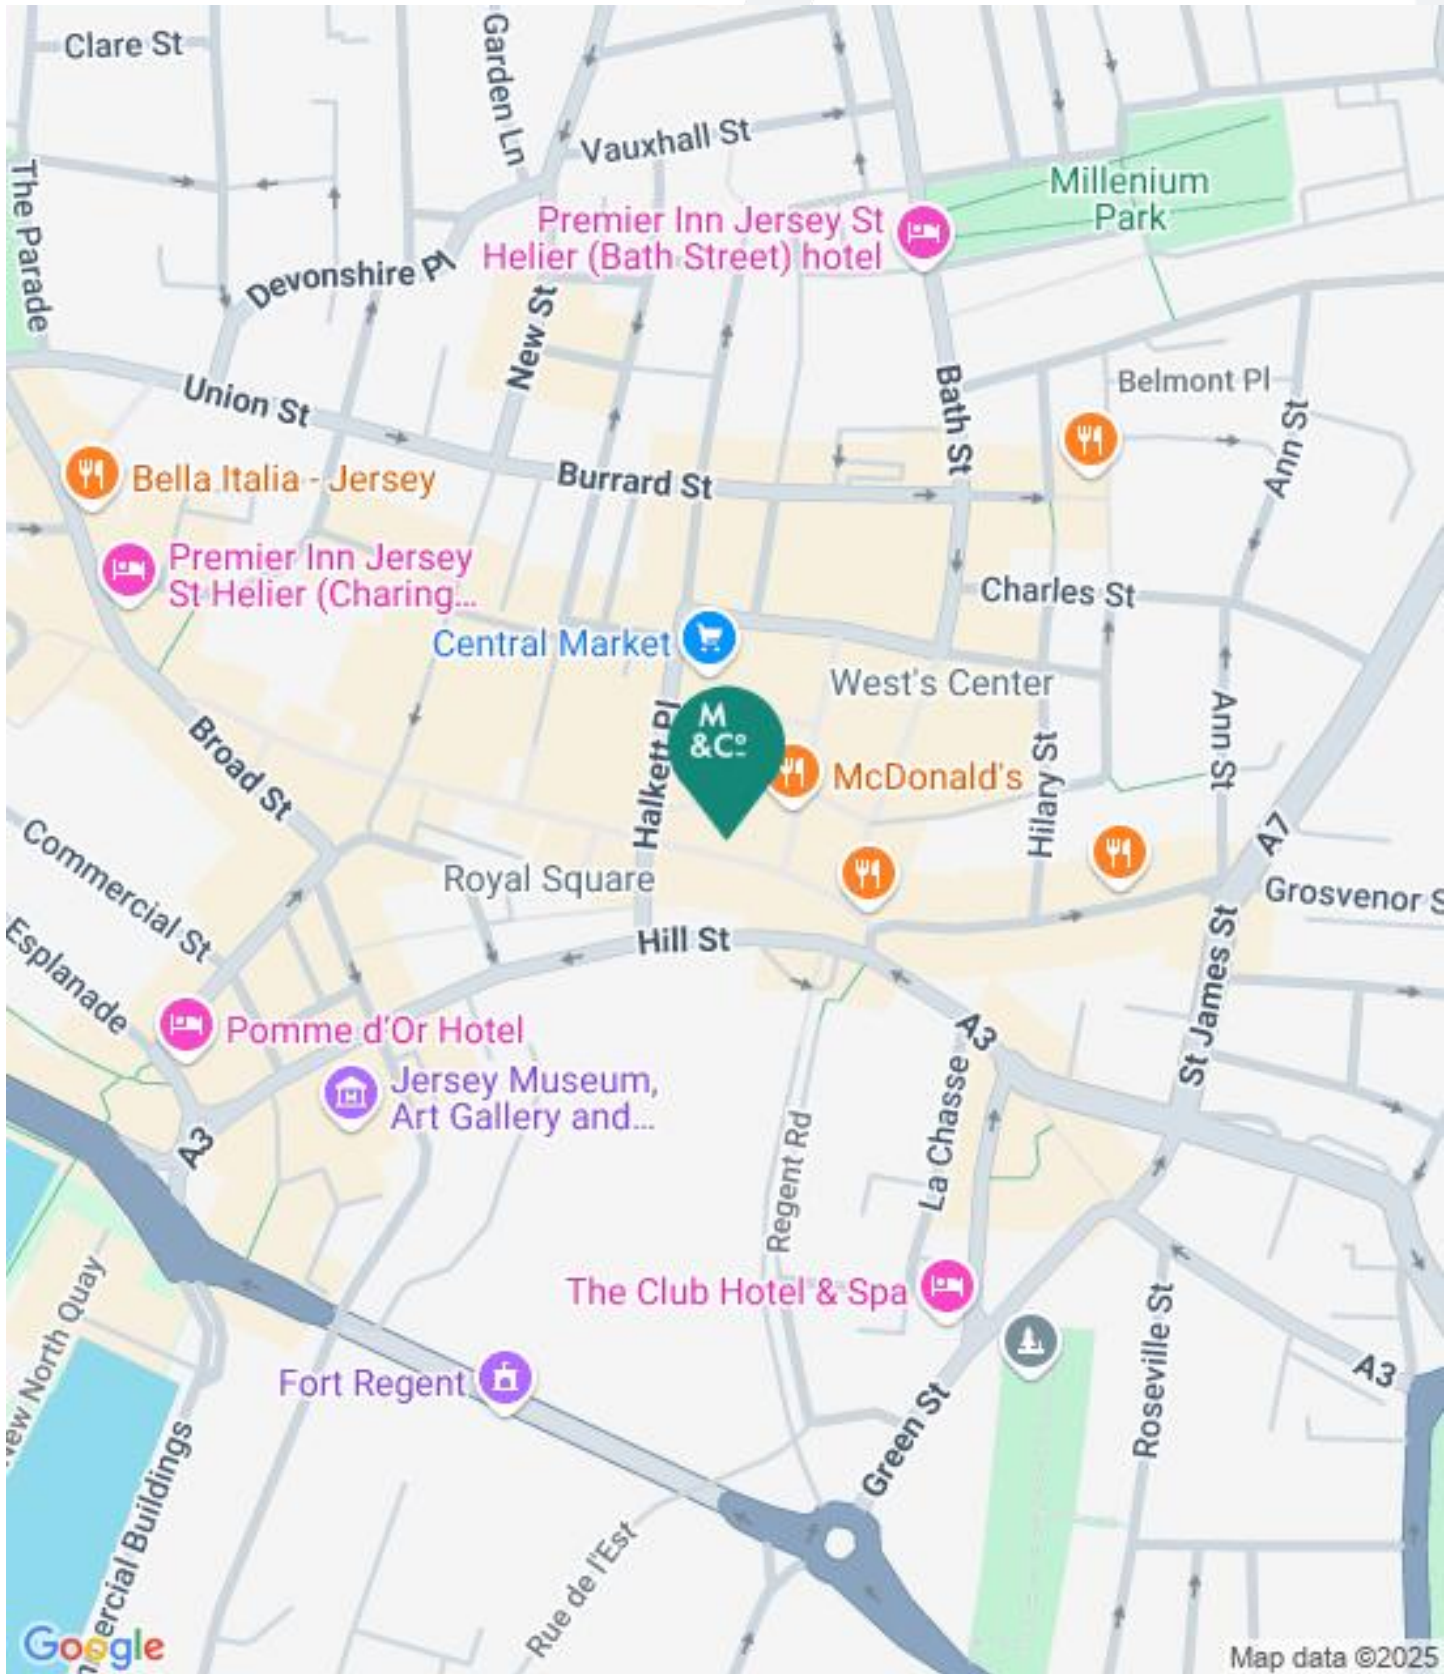 Clare St
Garden Ln
Vauxhall St
The Parade
Millenium
Park
Premier Inn Jersey St
Helier (Bath Street) hotel
Devonshire Pl
New St
Union St
Bath St
Belmont Pl
Ann St
Bella Italia - Jersey
Burrard St
Premier Inn Jersey
St Helier (Charing...
Charles St
Central Market
West's Center
M
&Cº
Halkett Pl
Broad St
McDonald's
Hilary St
Ann St
A7
Commercial St
Royal Square
Grosvenor S
Esplanade
Hill St
St James St
Pomme d'Or Hotel
A3
La Chasse
Jersey Museum,
Art Gallery and...
A3
Regent Rd
The Club Hotel & Spa
New North Quay
Roseville St
Fort Regent
A3
Green St
mercial Buildings
Rue de l'Est
Google
Map data ©2025